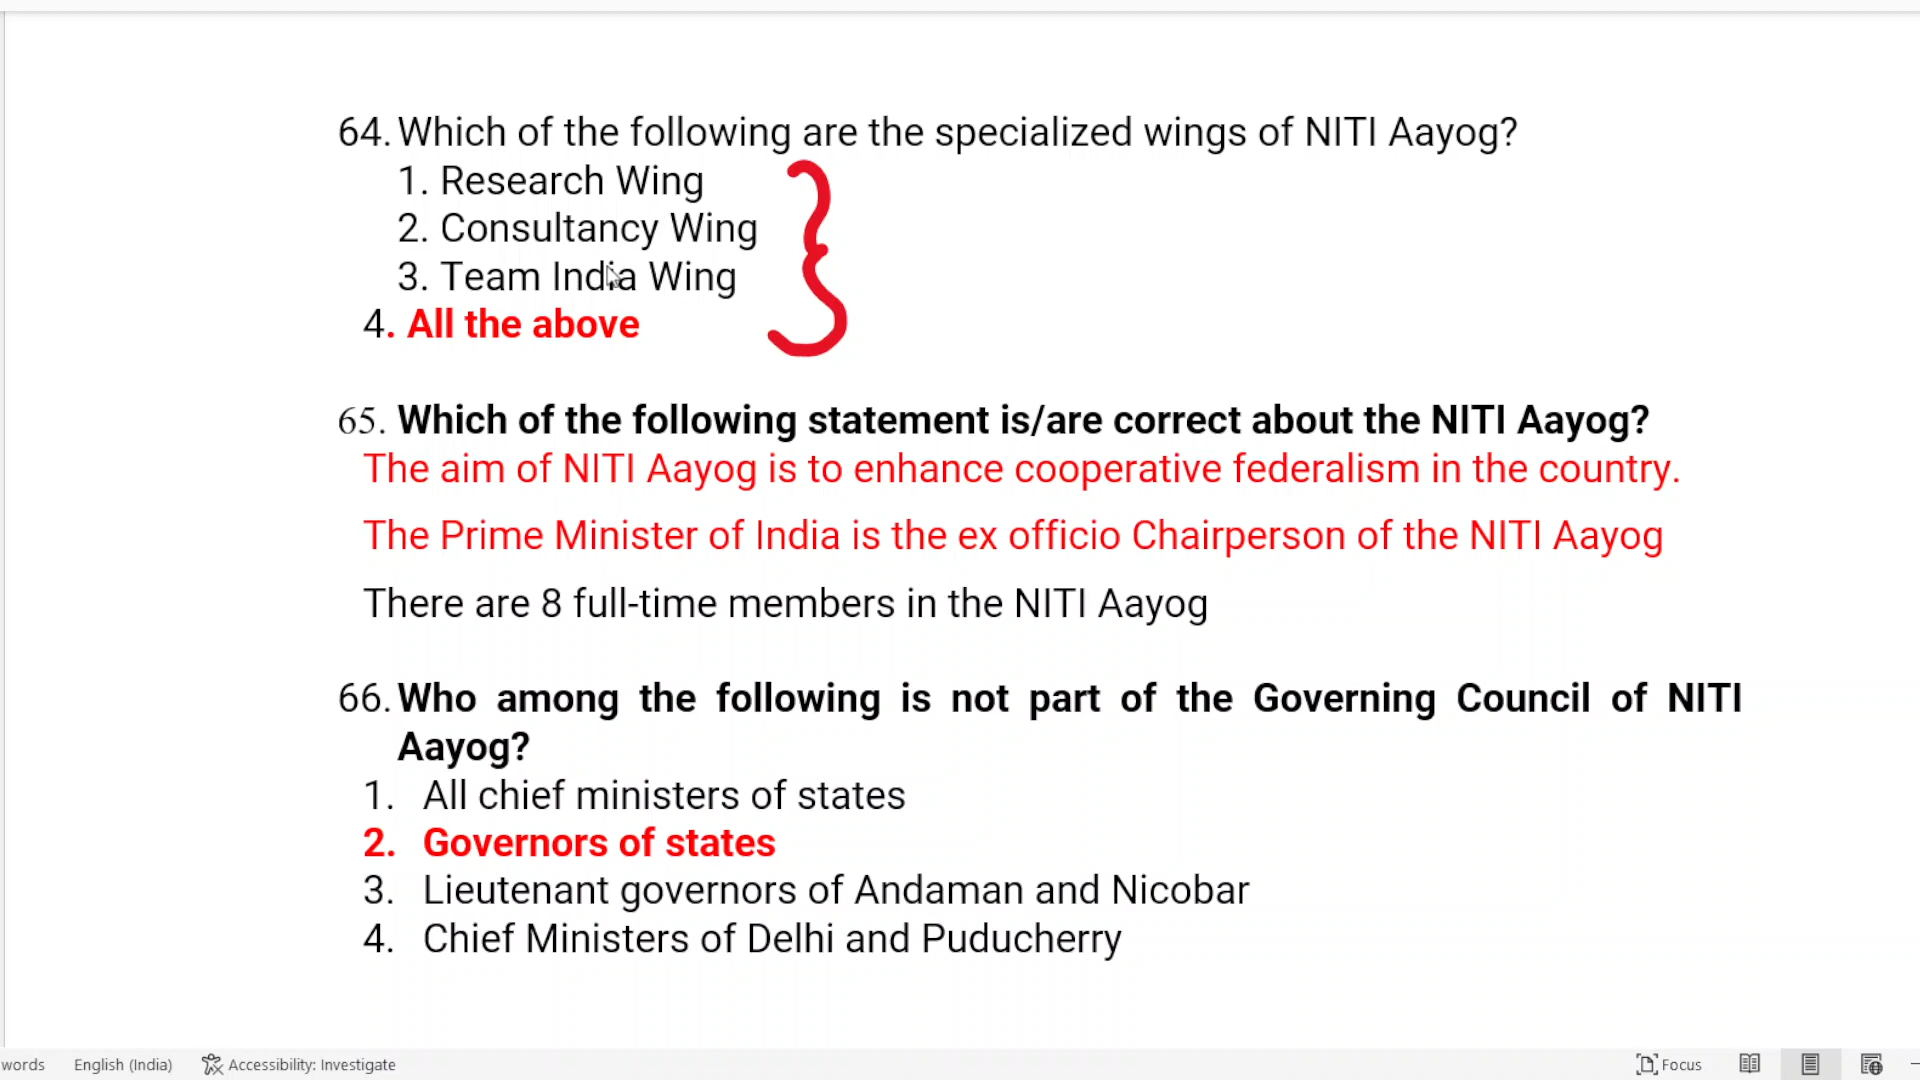 64. Which of the following are the specialized wings of NITI Aayog?
1. Research Wing
2. Consultancy Wing
3. Team India Wing
4. All the above
65. Which of the following statement is/are correct about the NITI Aayog?
The aim of NITI Aayog is to enhance cooperative federalism in the country.
The Prime Minister of India is the ex officio Chairperson of the NITI Aayog
There are 8 full-time members in the NITI Aayog
66. Who among the following is not part of the Governing Council of NITI
Aayog?
1. All chief ministers of states
2. Governors of states
3. Lieutenant governors of Andaman and Nicobar
4. Chief Ministers of Delhi and Puducherry
words English (India) Accessibility: Investigate Focus